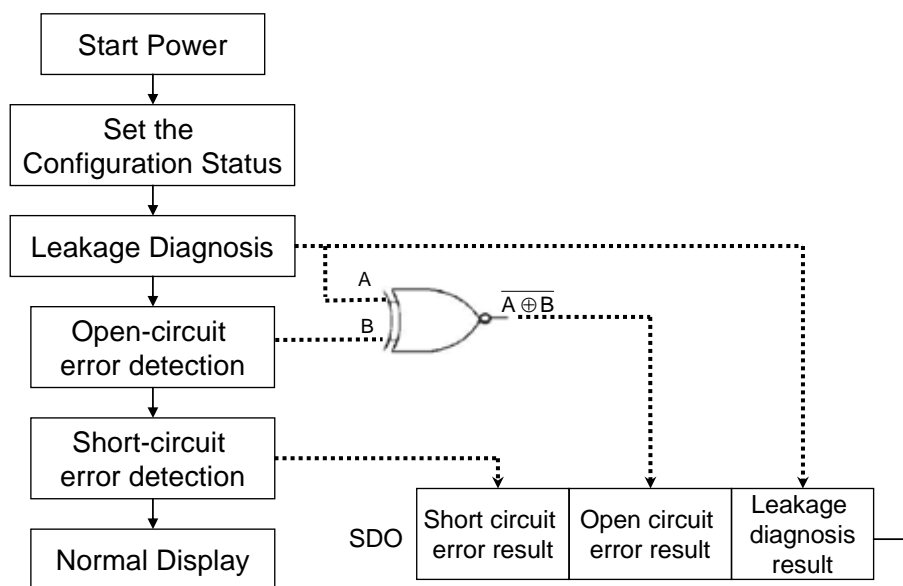 Start Power
Set the
Configuration Status
Leakage Diagnosis
A
A ⊕ B
B
Open-circuit
error detection
Short-circuit
error detection
Normal Display
SDO
Short circuit
error result
Open circuit
error result
Leakage
diagnosis
result